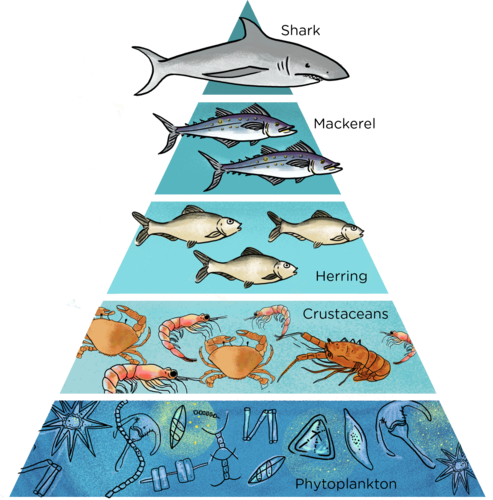 Shark
Mackerel
Herring
Crustaceans
Phytoplankton